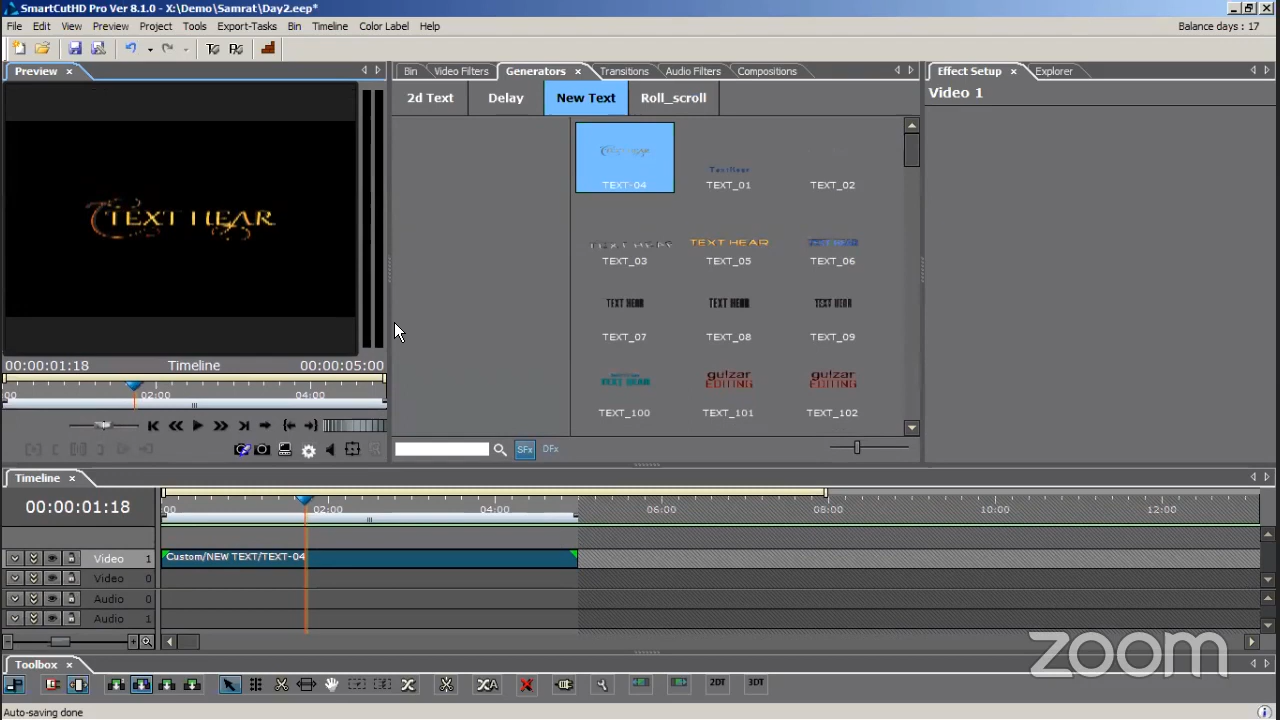 SmartCutHD Pro Ver 8.1.0 - X:\Demo\Samrat\Day2.eep*
File Edit View Preview Project Tools Export-Tasks Bin Timeline Color Label Help
Balance days : 17
Preview
Bin Video Filters Generators Transitions Audio Filters Compositions
Effect Setup Explorer
2d Text Delay New Text Roll_scroll
Video 1
TEXT HEAR
TEXT-04 TEXT_01 TEXT_02
TEXT HEAR
TEXT_03 TEXT_05 TEXT_06
TEXT HEAR TEXT HEAR TEXT HEAR
TEXT_07 TEXT_08 TEXT_09
gulzar EDITING gulzar EDITING
TEXT_100 TEXT_101 TEXT_102
00:00:01:18 Timeline 00:00:05:00
:00 02:00 04:00
SFx DFx
Timeline
00:00:01:18
:00 02:00 04:00 06:00 08:00 10:00 12:00
Video 1 Custom/NEW TEXT/TEXT-04
Video 0
Audio 0
Audio 1
zoom
Toolbox
2DT 3DT
Auto-saving done